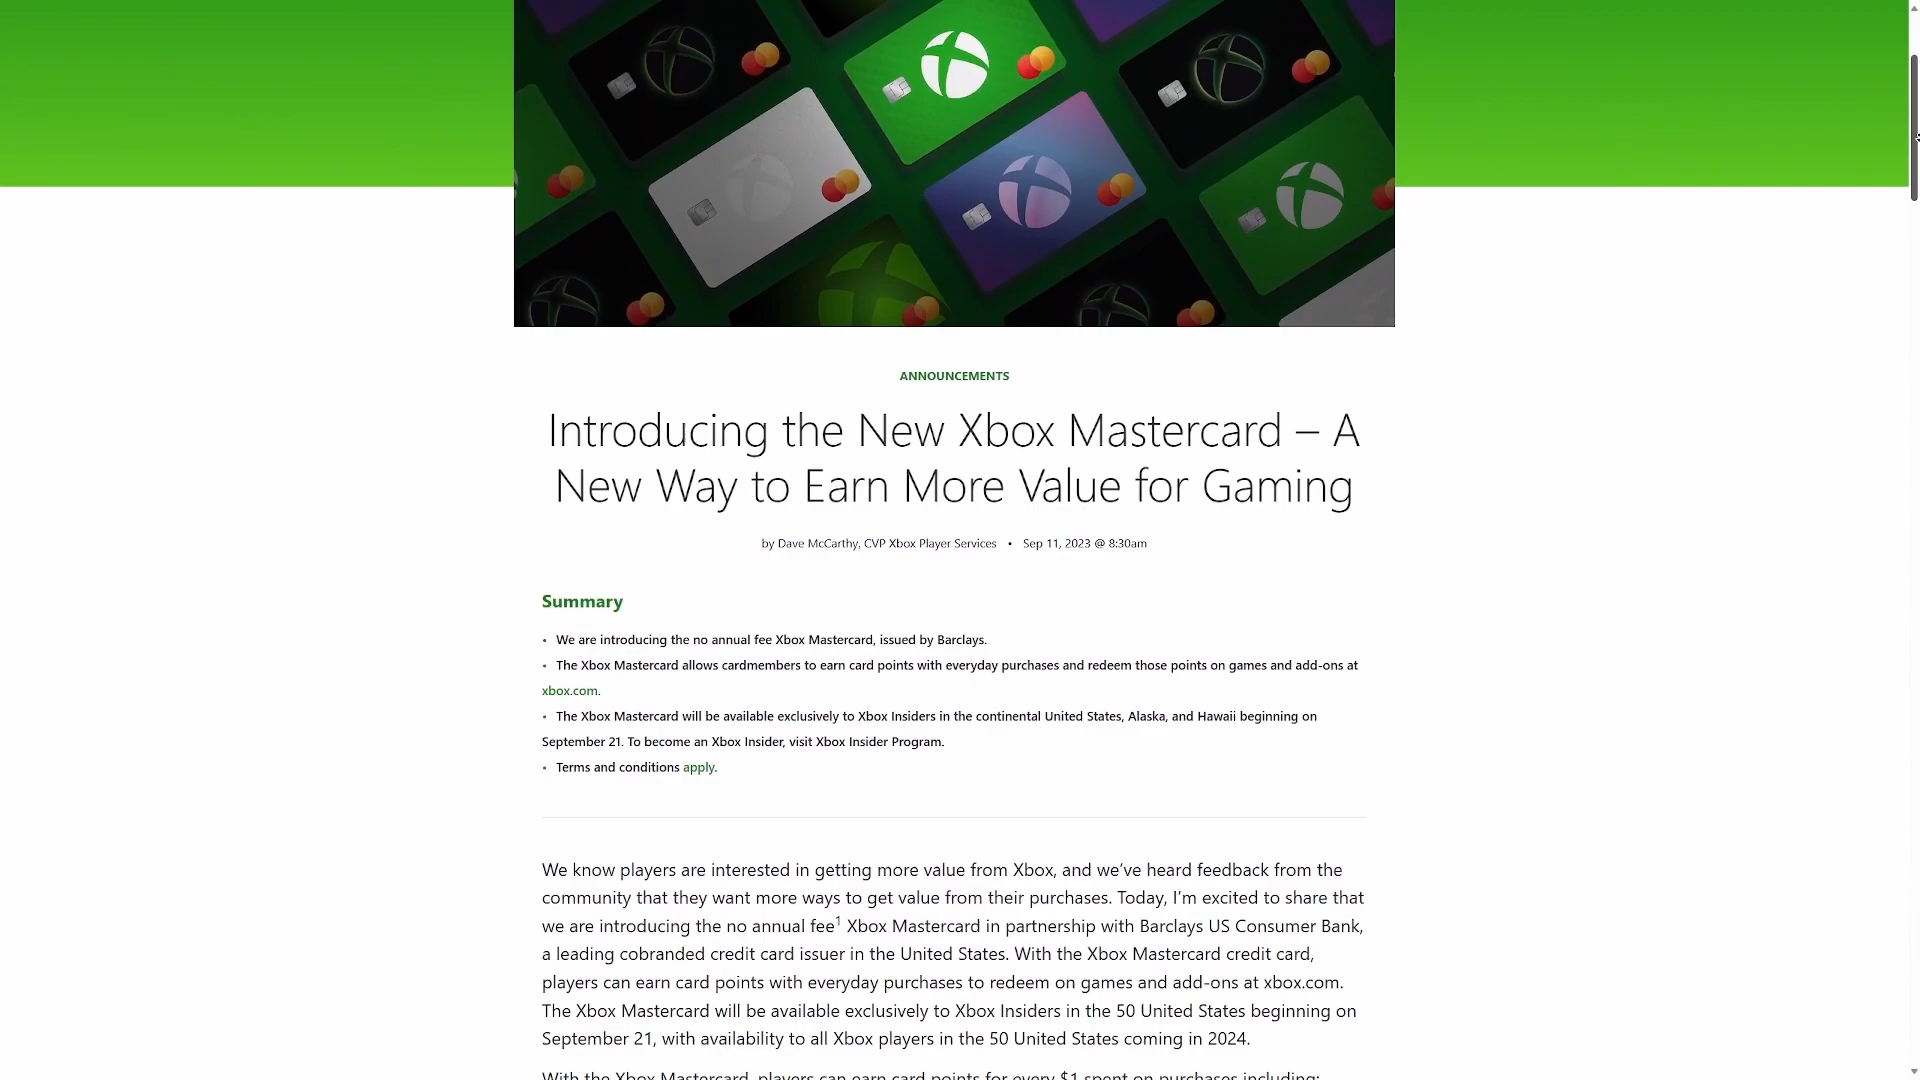 ANNOUNCEMENTS
Introducing the New Xbox Mastercard – A
New Way to Earn More Value for Gaming
by Dave McCarthy, CVP Xbox Player Services • Sep 11, 2023 @ 8:30am
Summary
• We are introducing the no annual fee Xbox Mastercard, issued by Barclays.
• The Xbox Mastercard allows cardmembers to earn card points with everyday purchases and redeem those points on games and add-ons at
xbox.com.
• The Xbox Mastercard will be available exclusively to Xbox Insiders in the continental United States, Alaska, and Hawaii beginning on
September 21. To become an Xbox Insider, visit Xbox Insider Program.
• Terms and conditions apply.
We know players are interested in getting more value from Xbox, and we’ve heard feedback from the
community that they want more ways to get value from their purchases. Today, I’m excited to share that
we are introducing the no annual fee¹ Xbox Mastercard in partnership with Barclays US Consumer Bank,
a leading cobranded credit card issuer in the United States. With the Xbox Mastercard credit card,
players can earn card points with everyday purchases to redeem on games and add-ons at xbox.com.
The Xbox Mastercard will be available exclusively to Xbox Insiders in the 50 United States beginning on
September 21, with availability to all Xbox players in the 50 United States coming in 2024.
With the Xbox Mastercard, players can earn card points for every $1 spent on purchases including: